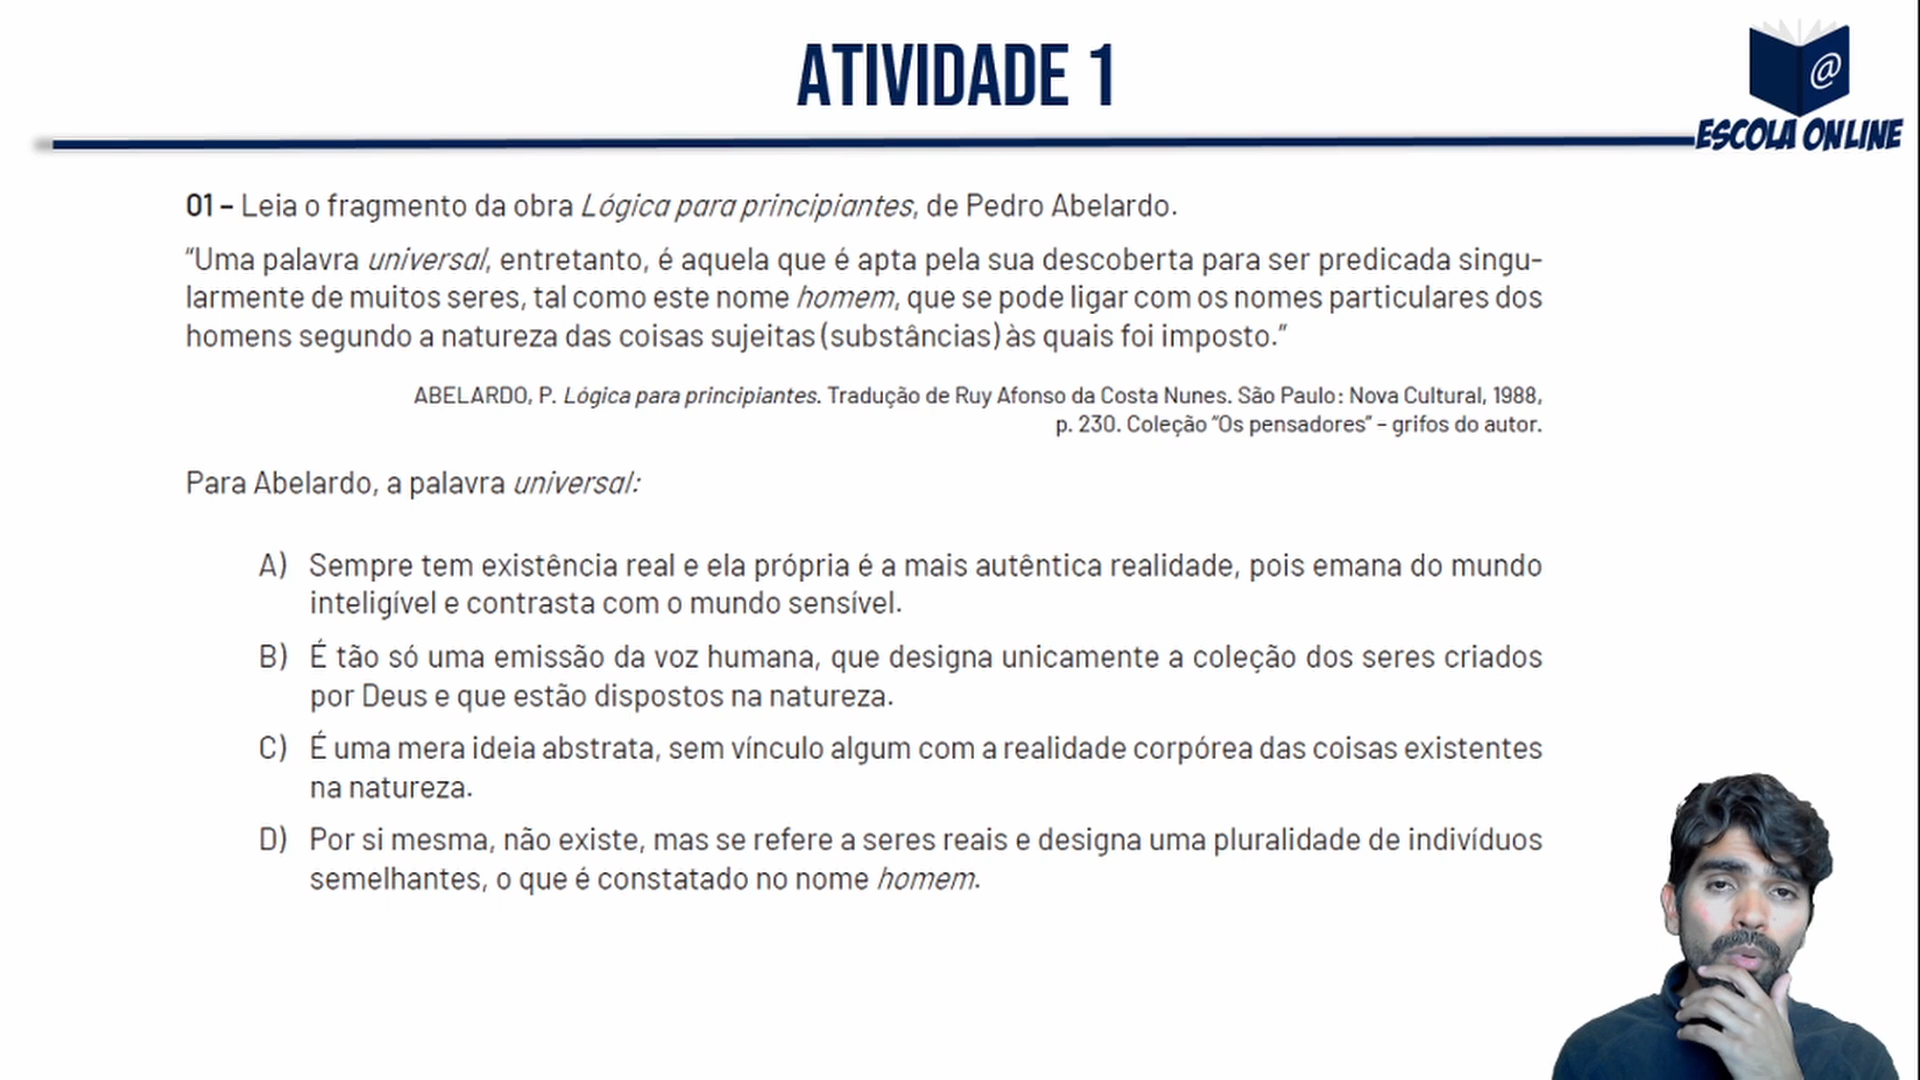 ATIVIDADE 1
@
ESCOLA ONLINE
01 – Leia o fragmento da obra Lógica para principiantes, de Pedro Abelardo.
“Uma palavra universal, entretanto, é aquela que é apta pela sua descoberta para ser predicada singu-
larmente de muitos seres, tal como este nome homem, que se pode ligar com os nomes particulares dos
homens segundo a natureza das coisas sujeitas (substâncias) às quais foi imposto.”
ABELARDO, P. Lógica para principiantes. Tradução de Ruy Afonso da Costa Nunes. São Paulo: Nova Cultural, 1988,
p. 230. Coleção “Os pensadores” – grifos do autor.
Para Abelardo, a palavra universal:
A) Sempre tem existência real e ela própria é a mais autêntica realidade, pois emana do mundo
inteligível e contrasta com o mundo sensível.
B) É tão só uma emissão da voz humana, que designa unicamente a coleção dos seres criados
por Deus e que estão dispostos na natureza.
C) É uma mera ideia abstrata, sem vínculo algum com a realidade corpórea das coisas existentes
na natureza.
D) Por si mesma, não existe, mas se refere a seres reais e designa uma pluralidade de indivíduos
semelhantes, o que é constatado no nome homem.